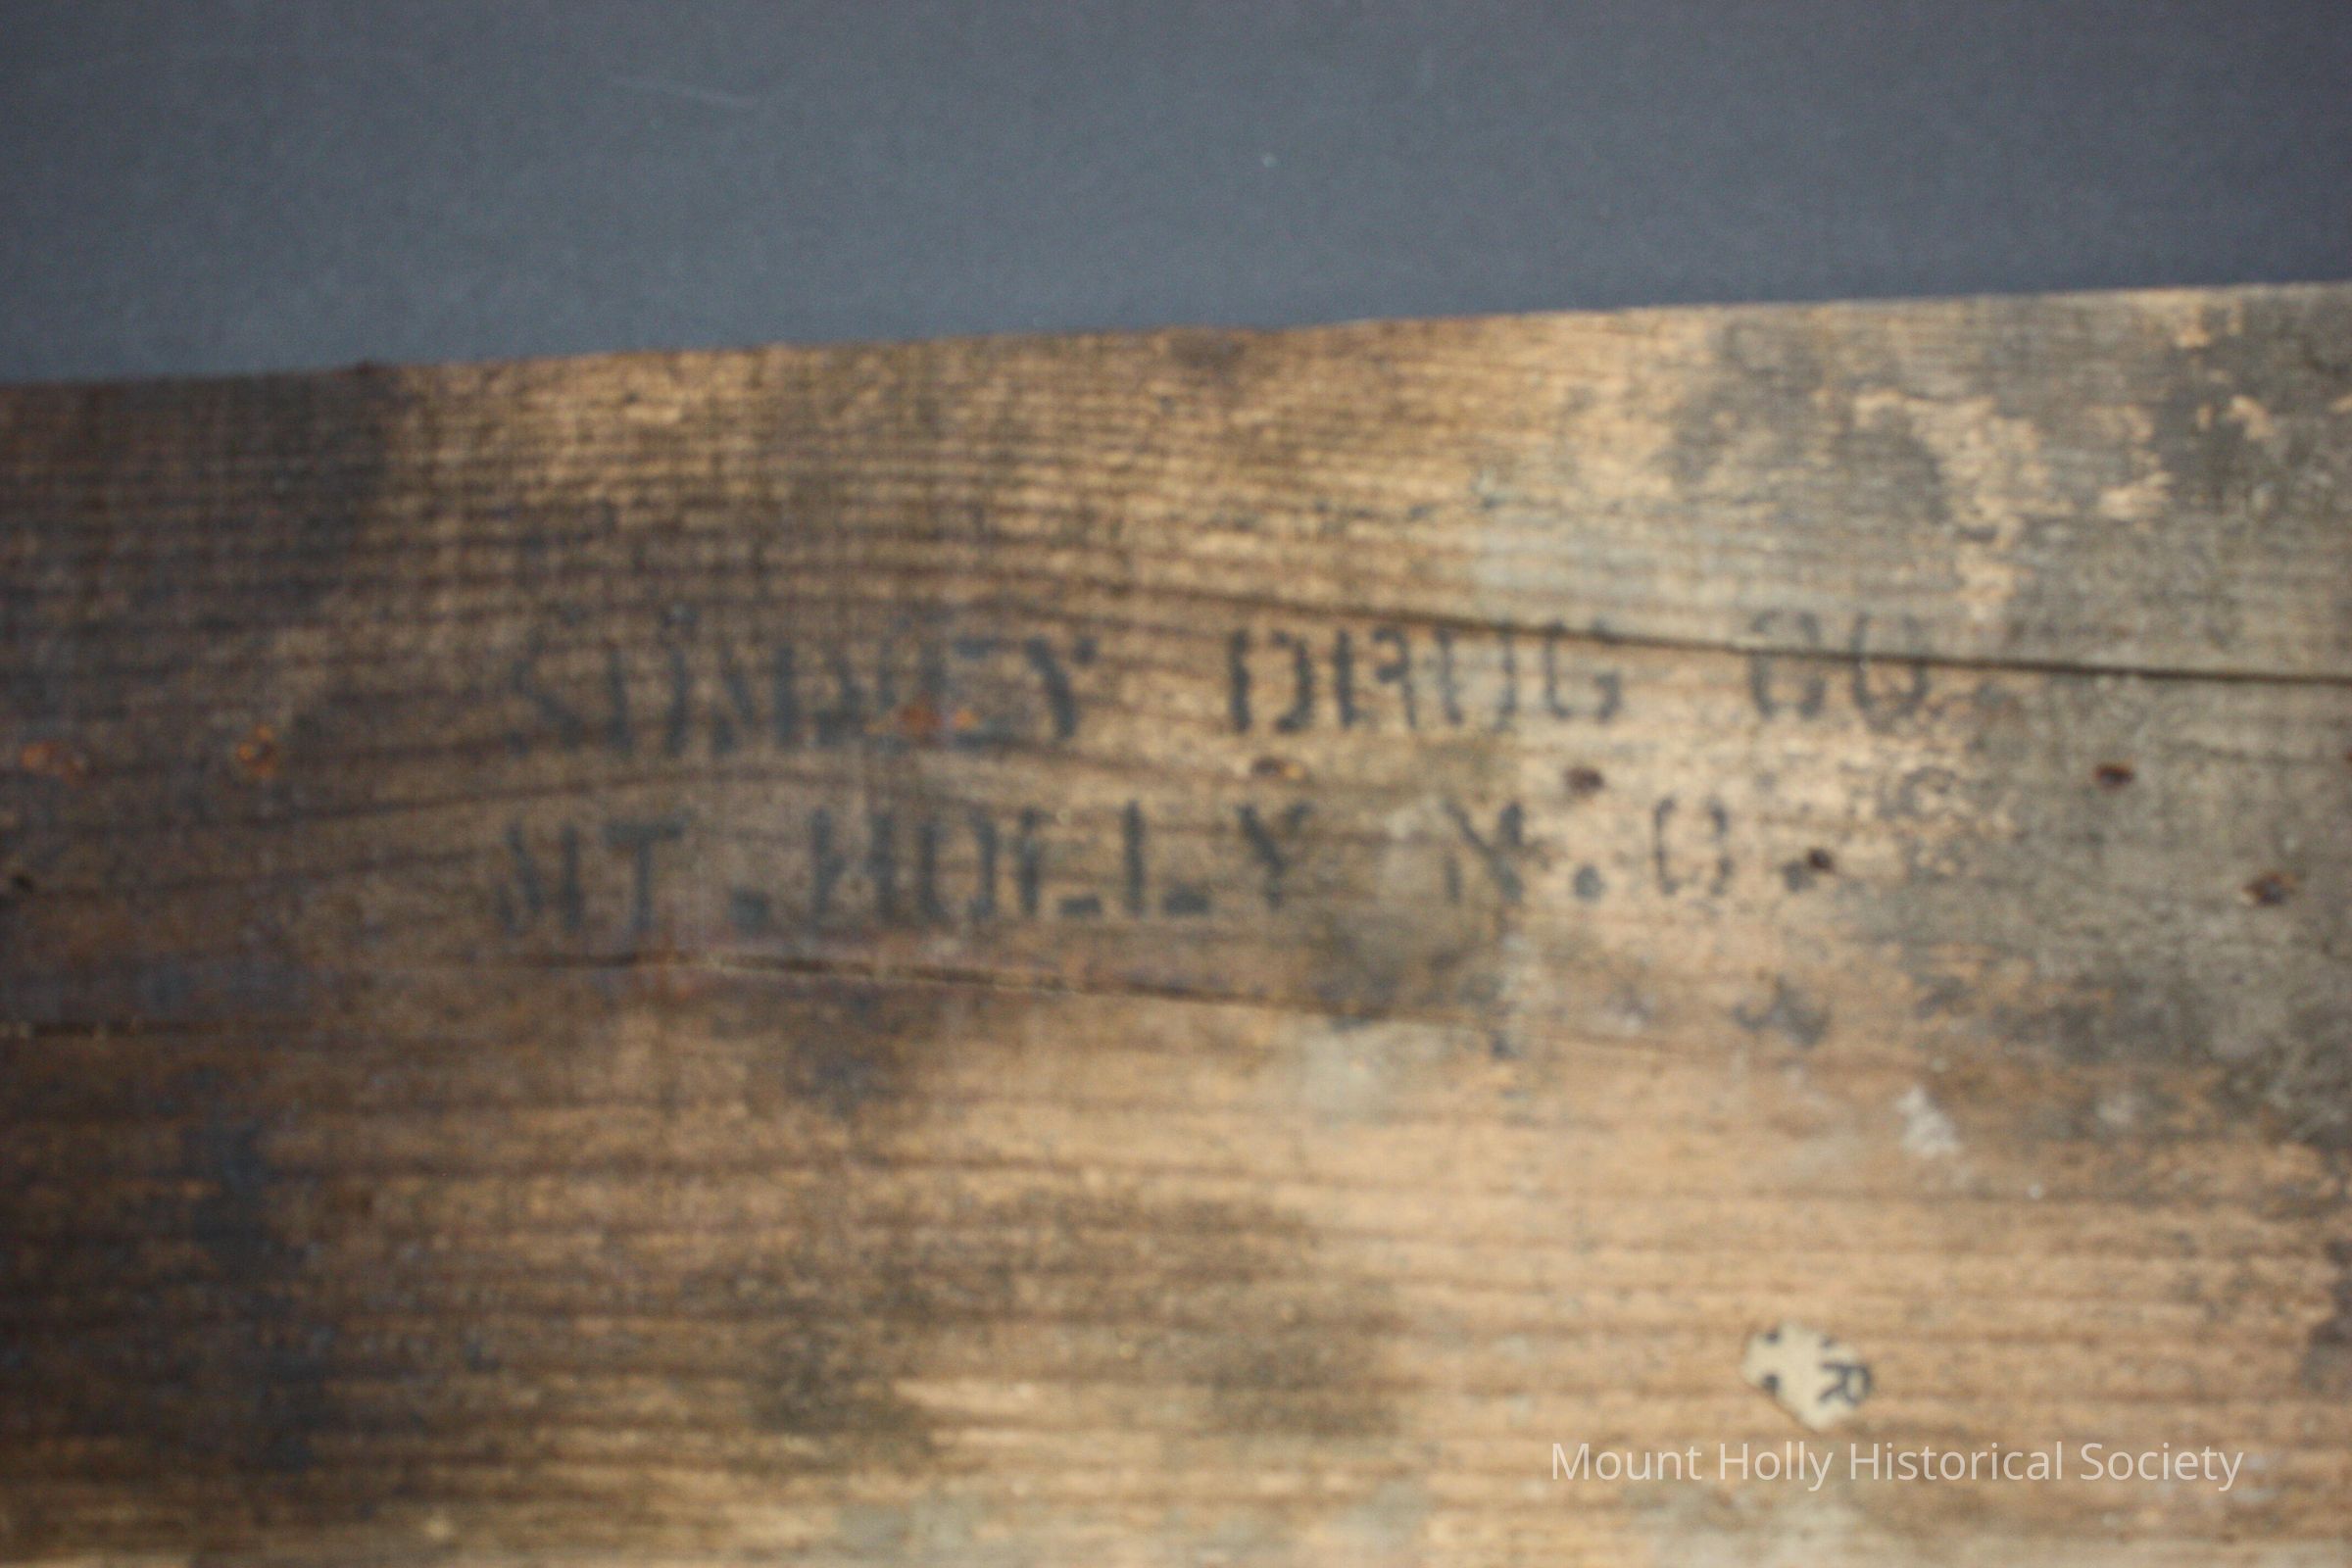 DRUG CO.
MT. HOLLY N.C.
R
Mount Holly Historical Society